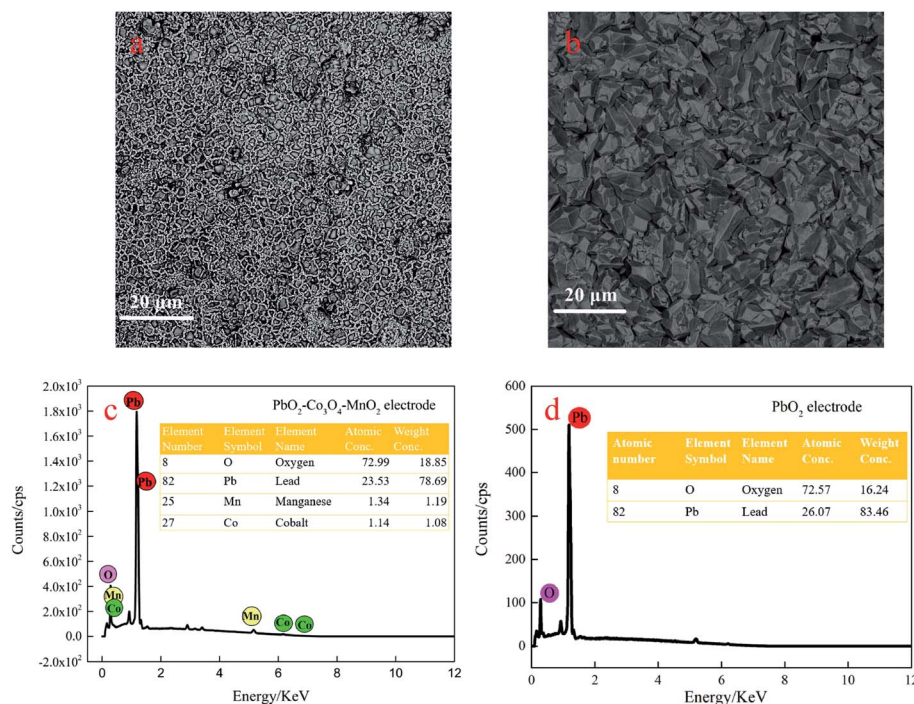 a
20 µm
b
20 µm
c
PbO₂-Co₃O₄-MnO₂ electrode
Element Number Element Symbol Element Name Atomic Conc. Weight Conc.
8 O Oxygen 72.99 18.85
82 Pb Lead 23.53 78.69
25 Mn Manganese 1.34 1.19
27 Co Cobalt 1.14 1.08
Pb
Pb
O
Mn
Co
Mn
Co
Co
2.0x10³
1.8x10³
1.6x10³
1.4x10³
1.2x10³
1.0x10³
8.0x10²
6.0x10²
4.0x10²
2.0x10²
0.0
-2.0x10²
Counts/cps
0 2 4 6 8 10 12
Energy/KeV
d
PbO₂ electrode
Atomic number Element Symbol Element Name Atomic Conc. Weight Conc.
8 O Oxygen 72.57 16.24
82 Pb Lead 26.07 83.46
Pb
O
600
500
400
300
200
100
0
Counts/cps
0 2 4 6 8 10 12
Energy/KeV